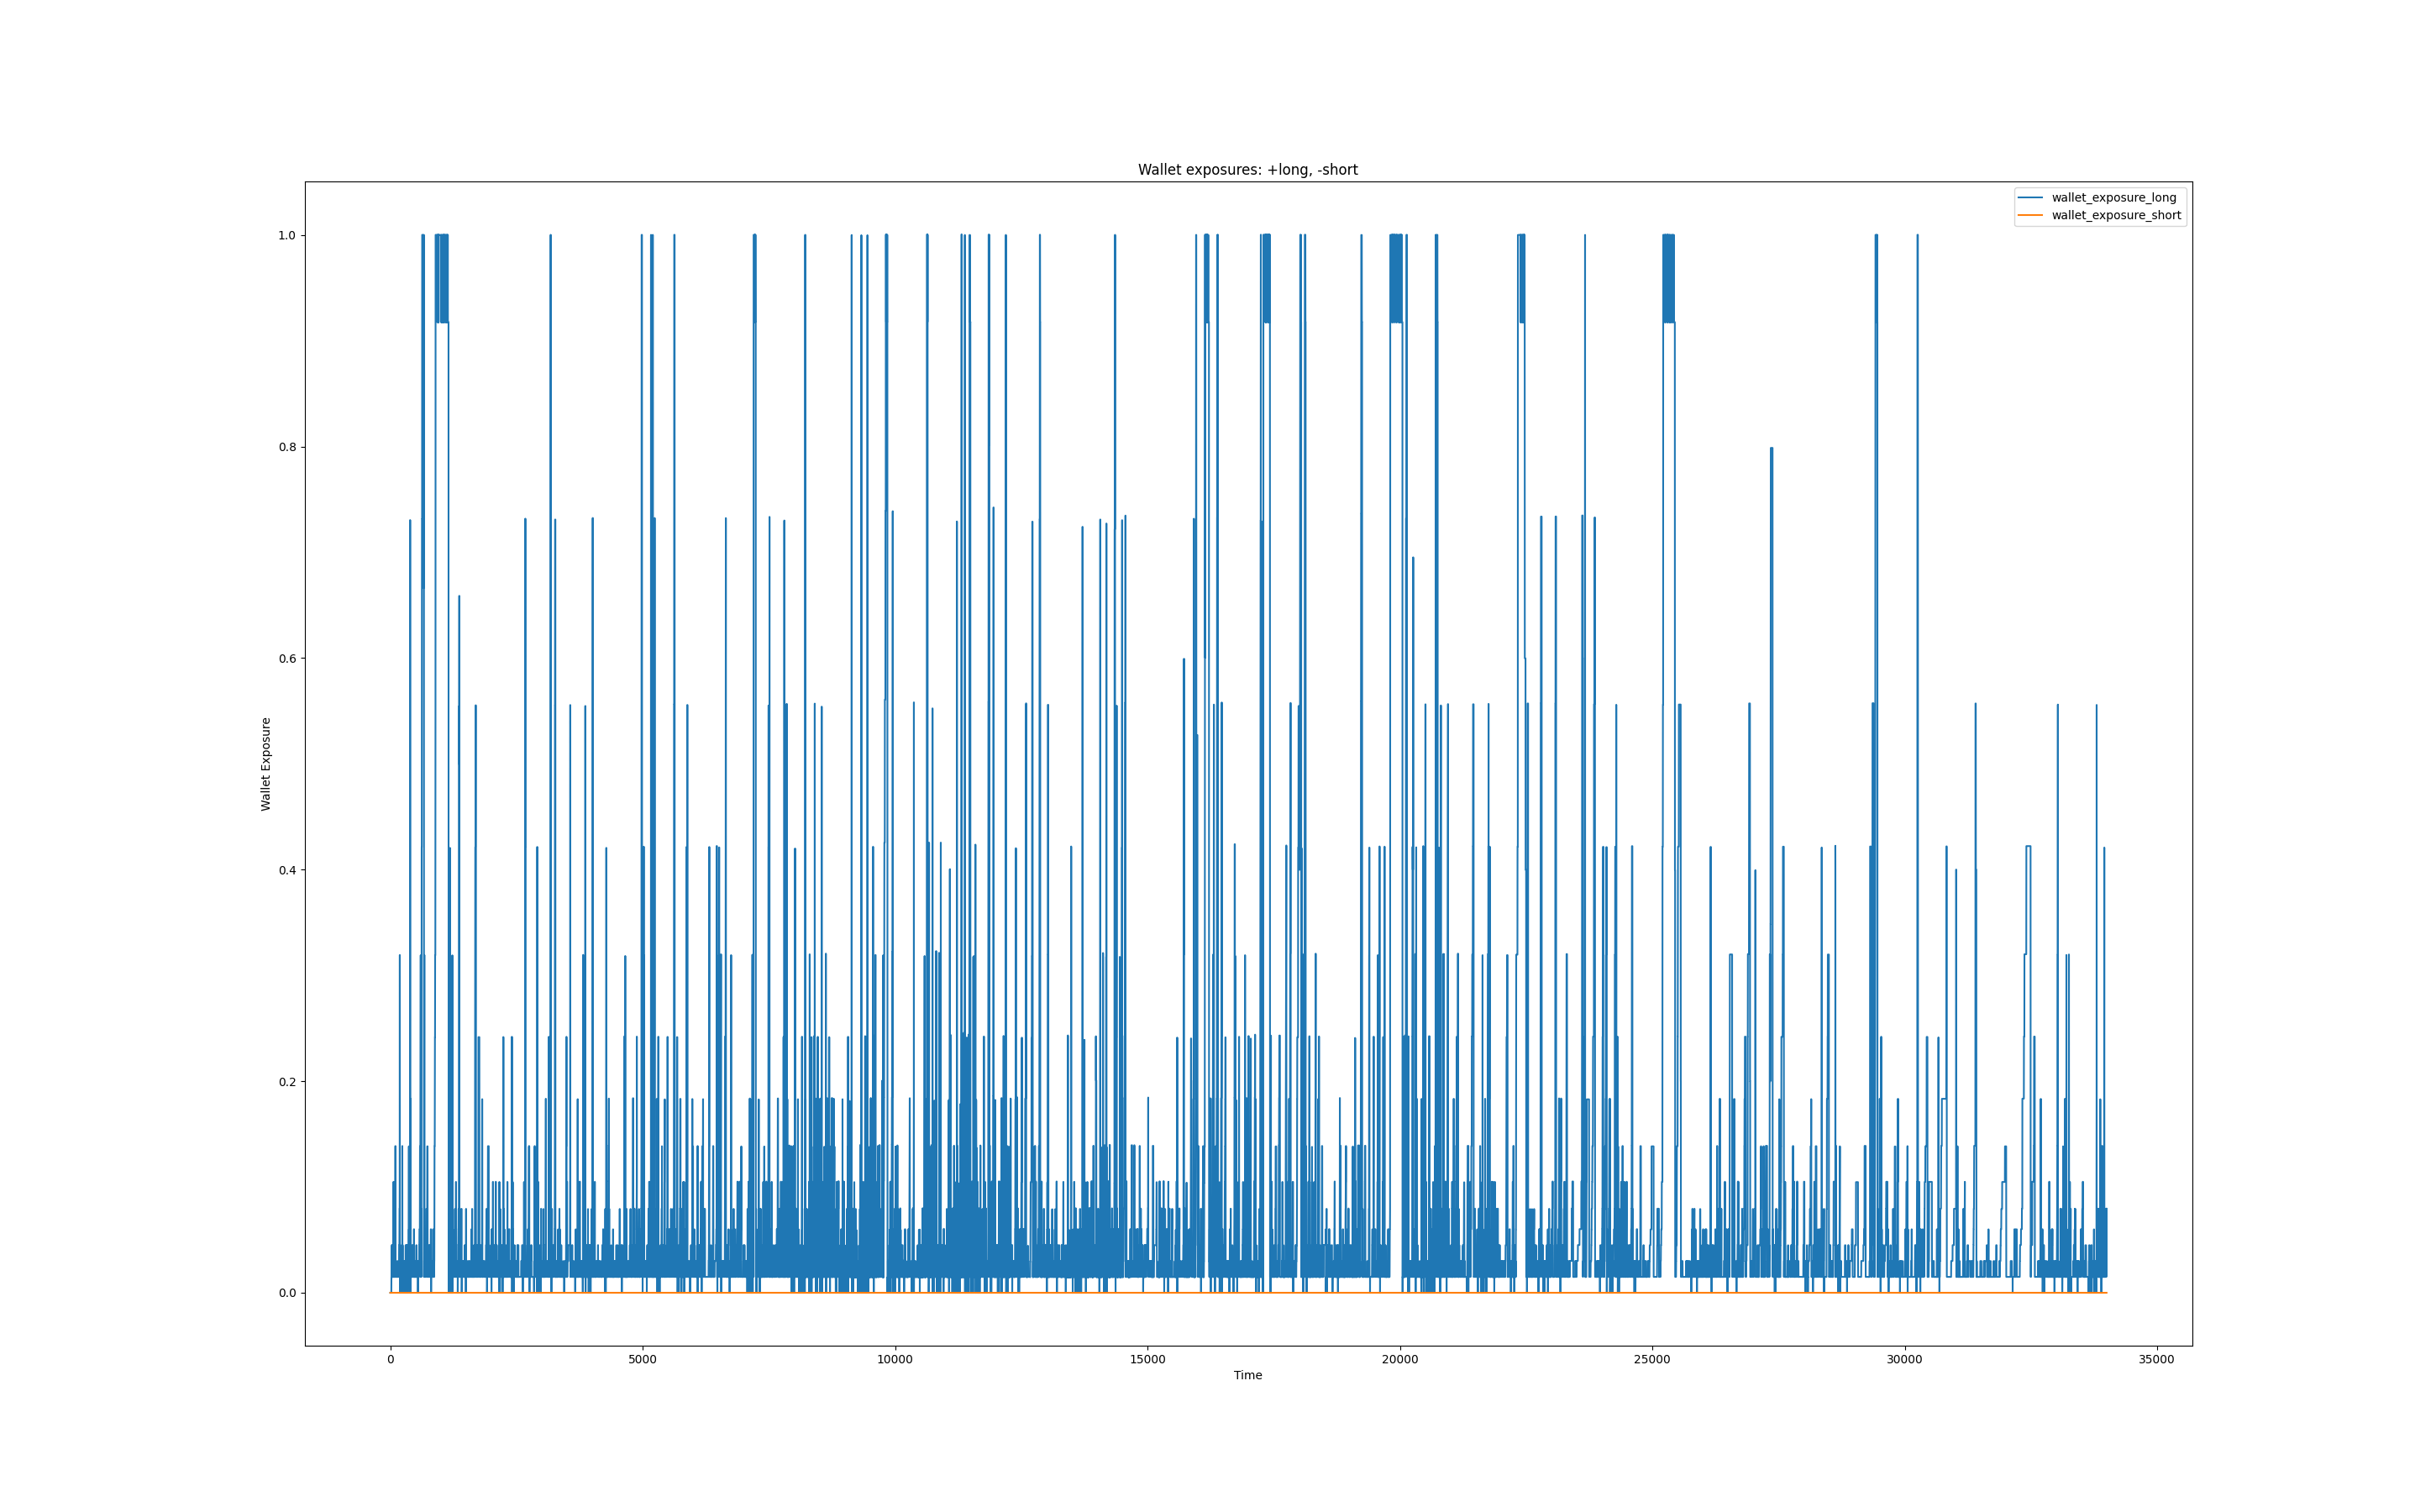 Wallet exposures: +long, -short
wallet_exposure_long
wallet_exposure_short
1.0
0.8
0.6
0.4
0.2
0.0
Wallet Exposure
0 5000 10000 15000 20000 25000 30000 35000
Time